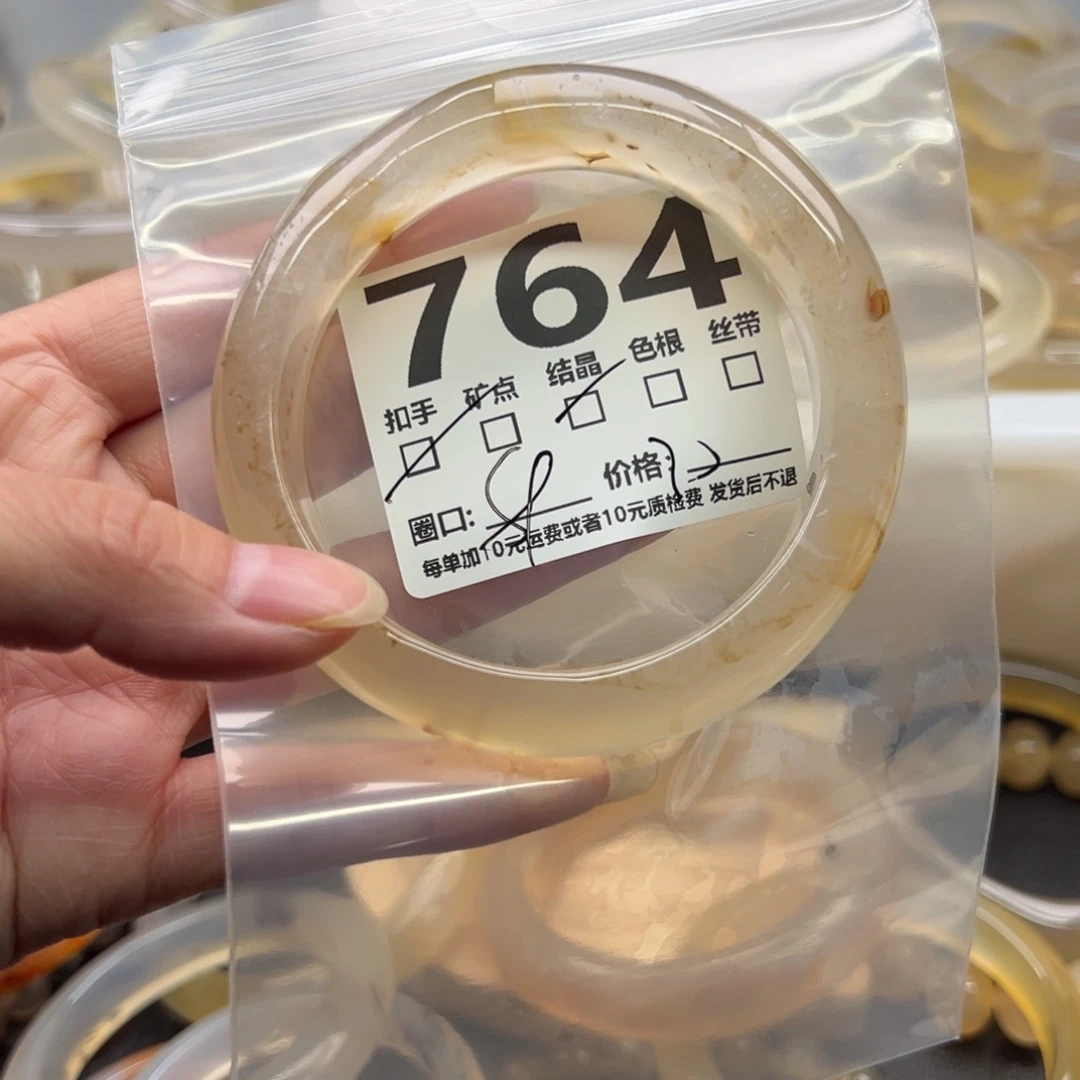 764
扣手 矿点 结晶 色根 丝带
圈口: 价格:
每单加10元运费或者10元质检费 发货后不退